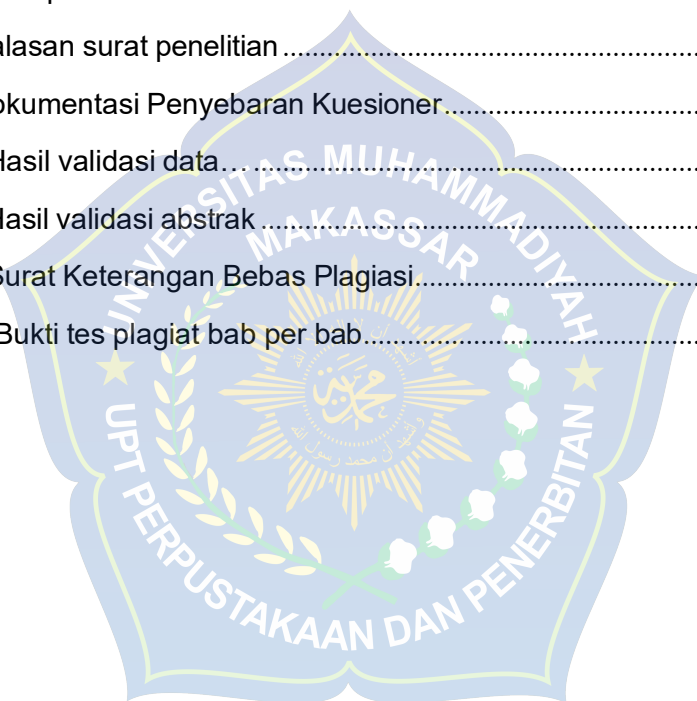 alasan surat penelitian
okumentasi Penyebaran Kuesioner
Hasil validasi data
Hasil validasi abstrak
Surat Keterangan Bebas Plagiasi
Bukti tes plagiat bab per bab
UNIVERSITAS MUHAMMADIYAH
MAKASSAR
UPT PERPUSTAKAAN DAN PENERBITAN